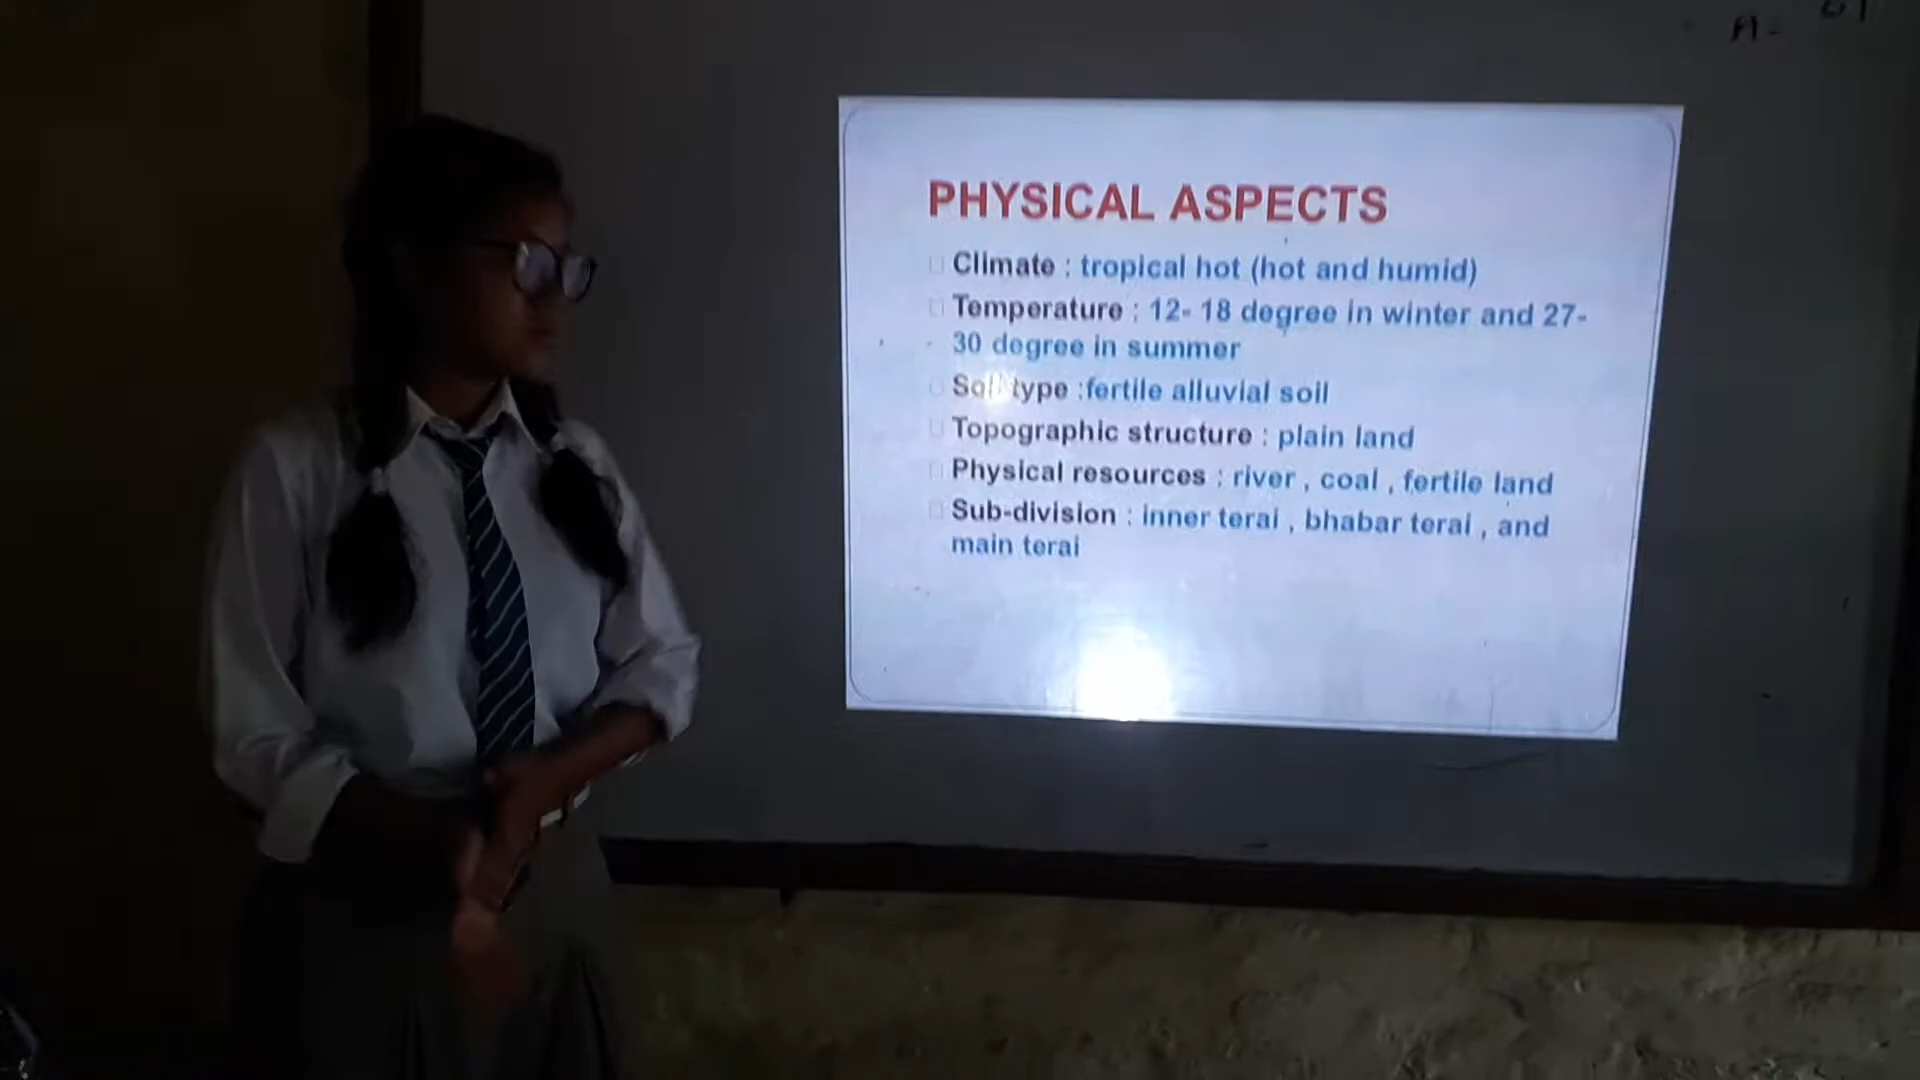 A-
PHYSICAL ASPECTS
Climate : tropical hot (hot and humid)
Temperature : 12- 18 degree in winter and 27-
30 degree in summer
Soil type :fertile alluvial soil
Topographic structure : plain land
Physical resources : river , coal , fertile land
Sub-division : inner terai , bhabar terai , and
main terai